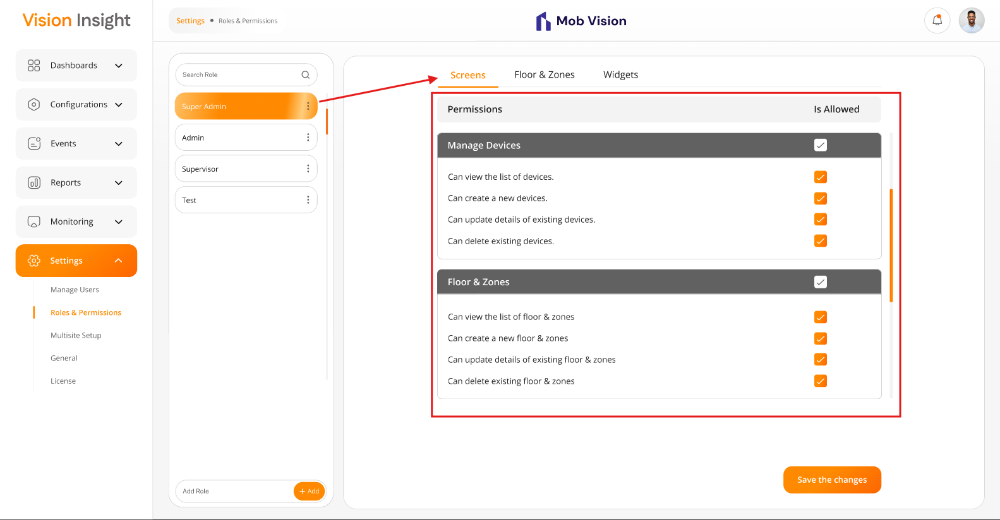 Vision Insight
Settings • Roles & Permissions
Mob Vision
Dashboards
Configurations
Events
Reports
Monitoring
Settings
Manage Users
Roles & Permissions
Multisite Setup
General
License
Search Role
Super Admin
Admin
Supervisor
Test
Add Role
+ Add
Screens Floor & Zones Widgets
Permissions Is Allowed
Manage Devices
Can view the list of devices.
Can create a new devices.
Can update details of existing devices.
Can delete existing devices.
Floor & Zones
Can view the list of floor & zones
Can create a new floor & zones
Can update details of existing floor & zones
Can delete existing floor & zones
Save the changes